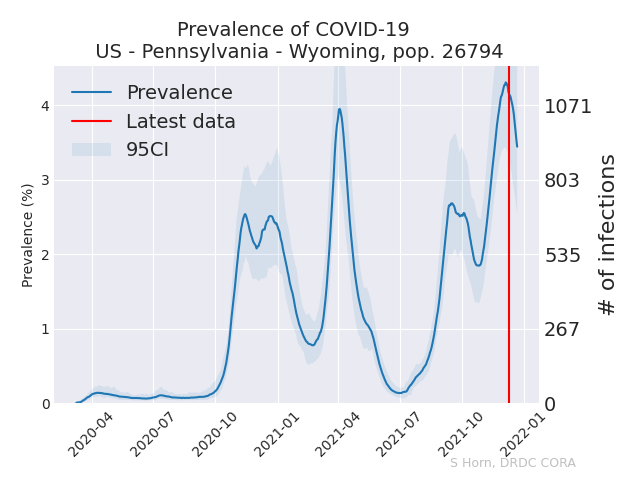 Prevalence of COVID-19
US - Pennsylvania - Wyoming, pop. 26794
Prevalence
Latest data
95CI
Prevalence (%)
4
3
2
1
0
1071
803
535
267
0
# of infections
2020-04
2020-07
2020-10
2021-01
2021-04
2021-07
2021-10
2022-01
S Horn, DRDC CORA